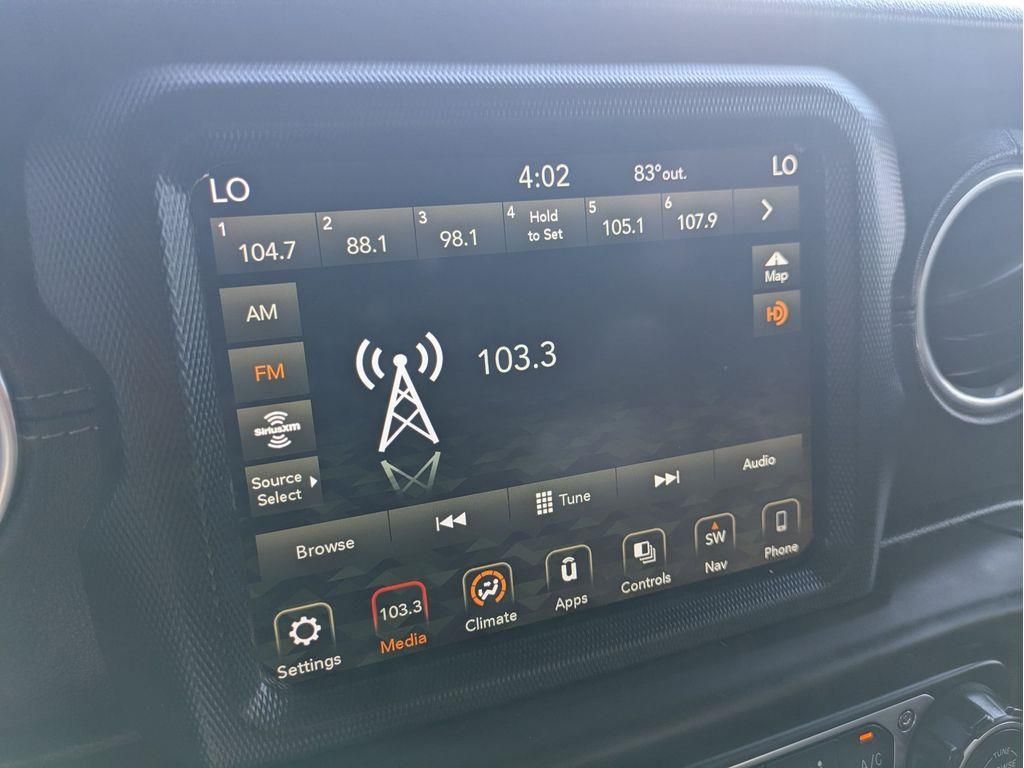 LO 4:02 83°out. LO
1 104.7 2 88.1 3 98.1 4 Hold to Set 5 105.1 6 107.9
Map
AM
HD
FM
103.3
SiriusXM
Source
Select
Browse Tune Audio
Settings
103.3
Media
Climate
Apps
Controls
SW
Nav
Phone
A/C
TUNE